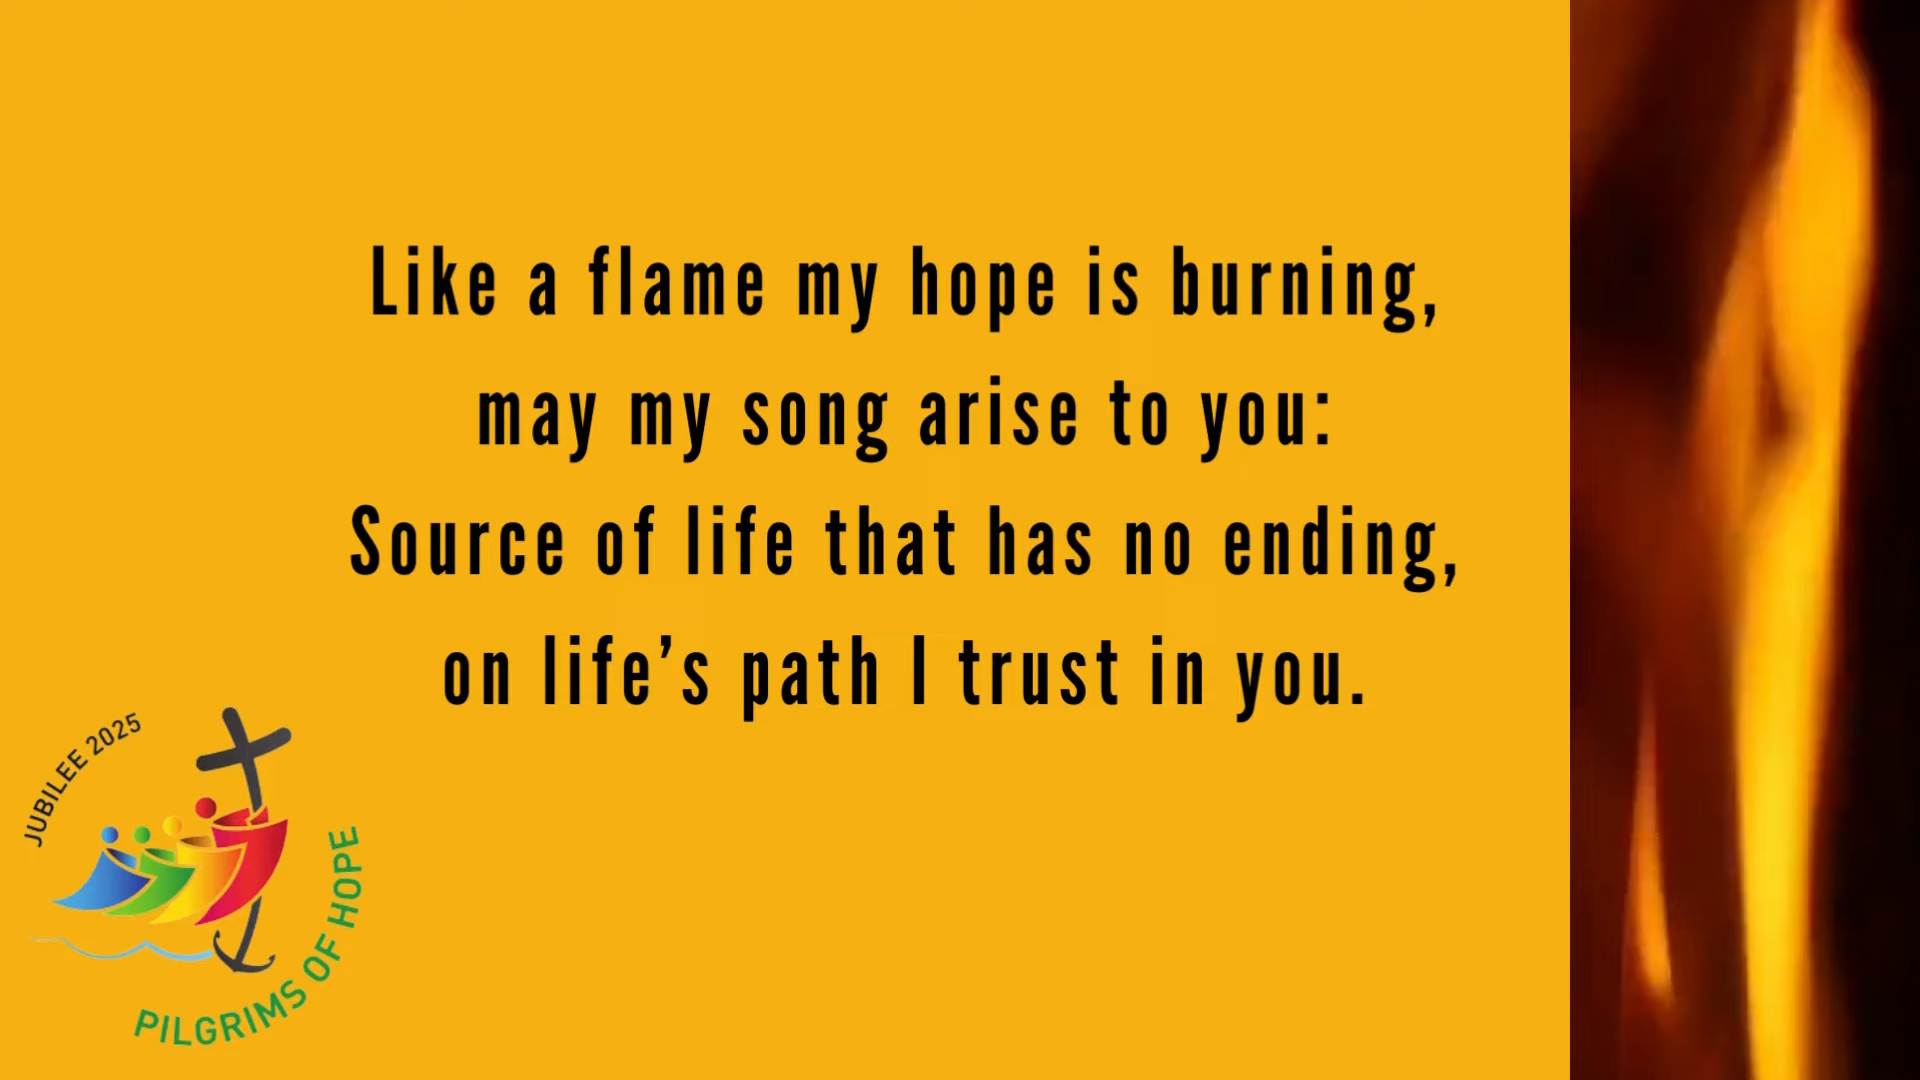 Like a flame my hope is burning,
may my song arise to you:
Source of life that has no ending,
on life’s path I trust in you.
JUBILEE 2025
PILGRIMS OF HOPE